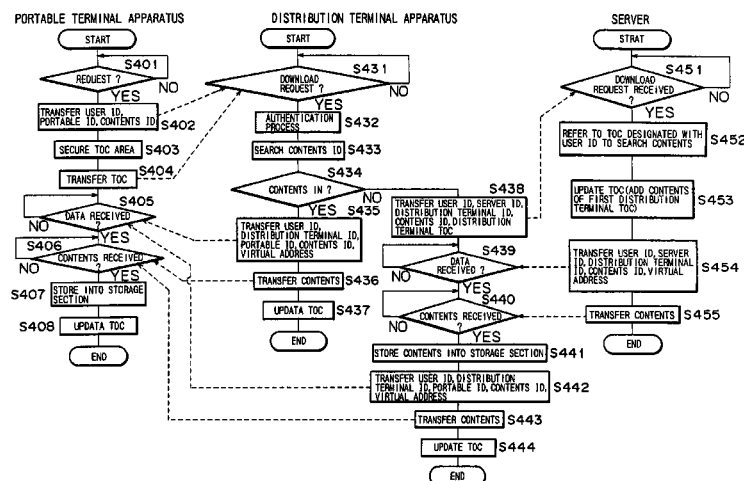 PORTABLE TERMINAL APPARATUS
START
S401
REQUEST ?
NO
YES
TRANSFER USER ID,
PORTABLE ID, CONTENTS ID
S402
SECURE TOC AREA
S403
TRANSFER TOC
S404
S405
DATA RECEIVED
?
NO
YES
S406
CONTENTS RECEIVED
?
NO
YES
S407
STORE INTO STORAGE
SECTION
S408
UPDATA TOC
END
DISTRIBUTION TERMINAL APPARATUS
START
S431
DOWNLOAD
REQUEST ?
NO
YES
AUTHENTICATION
PROCESS
S432
SEARCH CONTENTS ID
S433
S434
CONTENTS IN ?
NO
YES
S435
TRANSFER USER ID,
DISTRIBUTION TERMINAL ID,
PORTABLE ID, CONTENTS ID,
VIRTUAL ADDRESS
TRANSFER CONTENTS
S436
UPDATA TOC
S437
END
S438
TRANSFER USER ID, SERVER ID,
DISTRIBUTION TERMINAL ID,
CONTENTS ID, DISTRIBUTION
TERMINAL TOC
S439
DATA
RECEIVED ?
NO
YES
S440
CONTENTS RECEIVED
?
NO
YES
STORE CONTENTS INTO STORAGE SECTION
S441
TRANSFER USER ID, DISTRIBUTION
TERMINAL ID, PORTABLE ID, CONTENTS ID,
VIRTUAL ADDRESS
S442
TRANSFER CONTENTS
S443
UPDATE TOC
S444
END
SERVER
STRAT
S451
DOWNLOAD
REQUEST RECEIVED
?
NO
YES
REFER TO TOC DESIGNATED WITH
USER ID TO SEARCH CONTENTS
S452
UPDATE TOC(ADD CONTENTS
OF FIRST DISTRIBUTION
TERMINAL TOC)
S453
TRANSFER USER ID, SERVER
ID, DISTRIBUTION TERMINAL
ID, CONTENTS ID, VIRTUAL
ADDRESS
S454
TRANSFER CONTENTS
S455
END